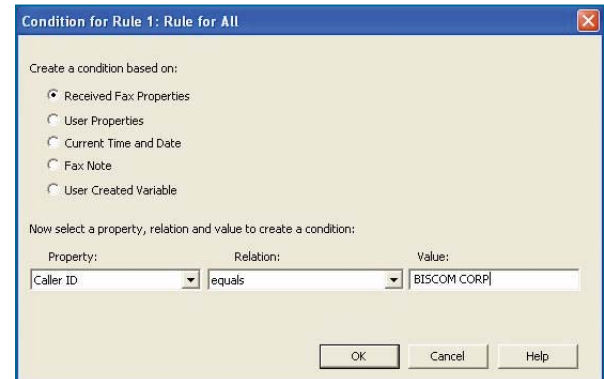 Condition for Rule 1: Rule for All
Create a condition based on:
Received Fax Properties
User Properties
Current Time and Date
Fax Note
User Created Variable
Now select a property, relation and value to create a condition:
Property: Relation: Value:
Caller ID equals BISCOM CORP
OK Cancel Help